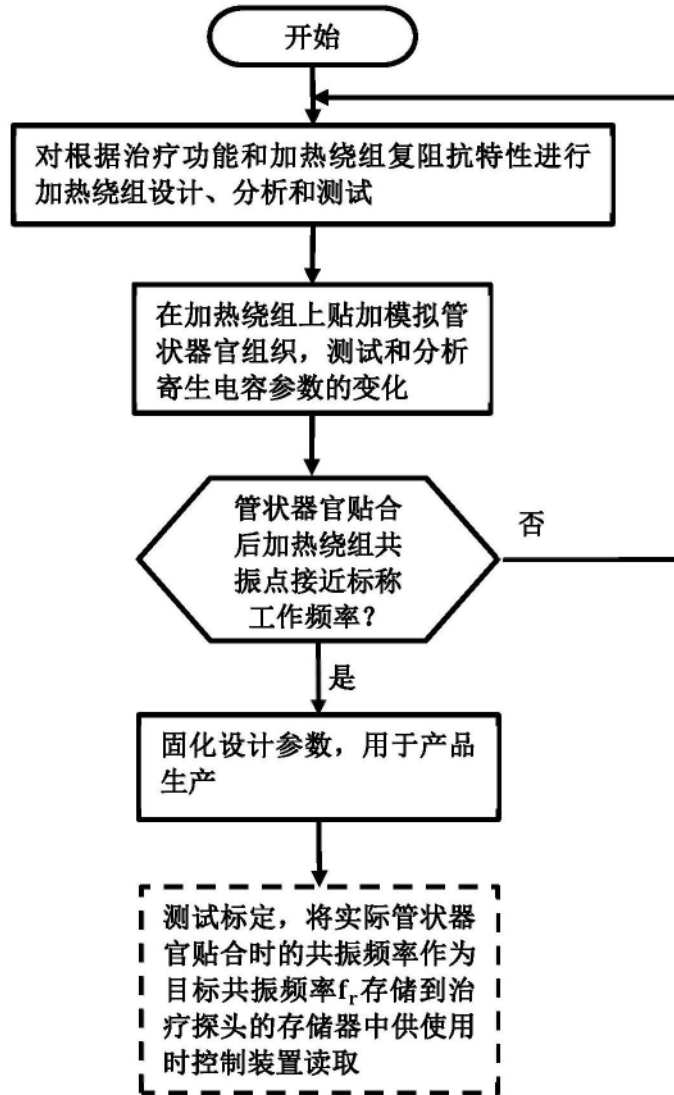 开始
对根据治疗功能和加热绕组复阻抗特性进行
加热绕组设计、分析和测试
在加热绕组上贴加模拟管
状器官组织，测试和分析
寄生电容参数的变化
管状器官贴合
后加热绕组共
振点接近标称
工作频率？
否
是
固化设计参数，用于产品
生产
测试标定，将实际管状器
官贴合时的共振频率作为
目标共振频率fr存储到治
疗探头的存储器中供使用
时控制装置读取